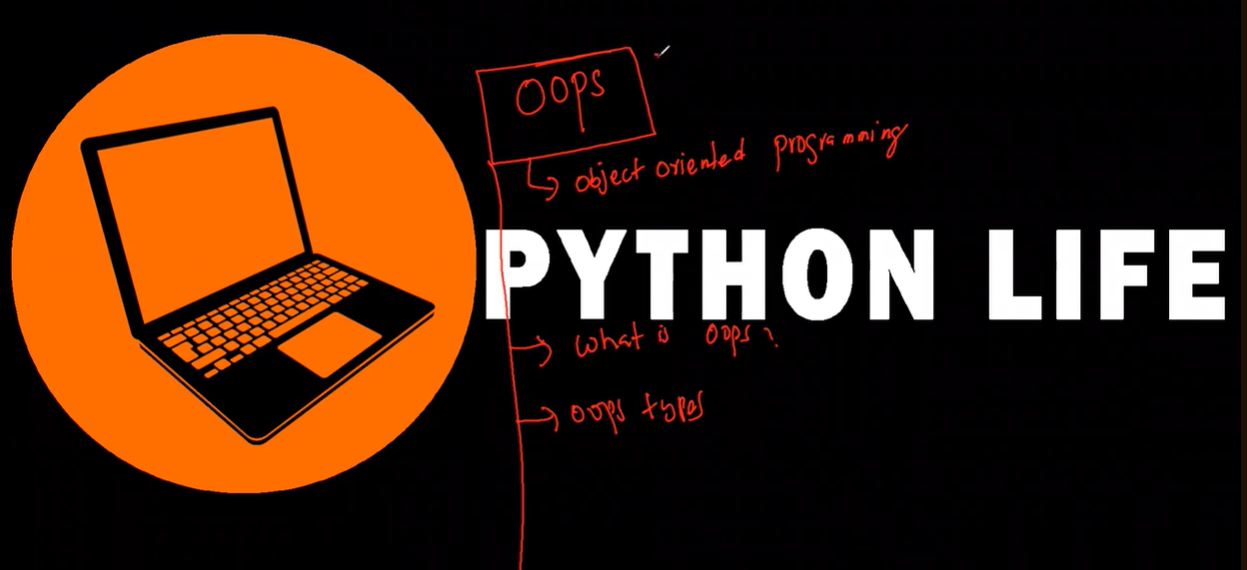 OOPS
object oriented programming
PYTHON LIFE
What is OOPS?
OOPS types